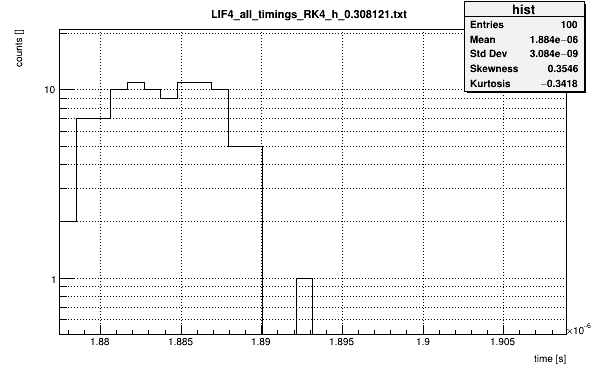 LIF4_all_timings_RK4_h_0.308121.txt
hist
Entries 100
Mean 1.884e−06
Std Dev 3.084e−09
Skewness 0.3546
Kurtosis −0.3418
counts []
10
1
1.88 1.885 1.89 1.895 1.9 1.905
×10−6
time [s]